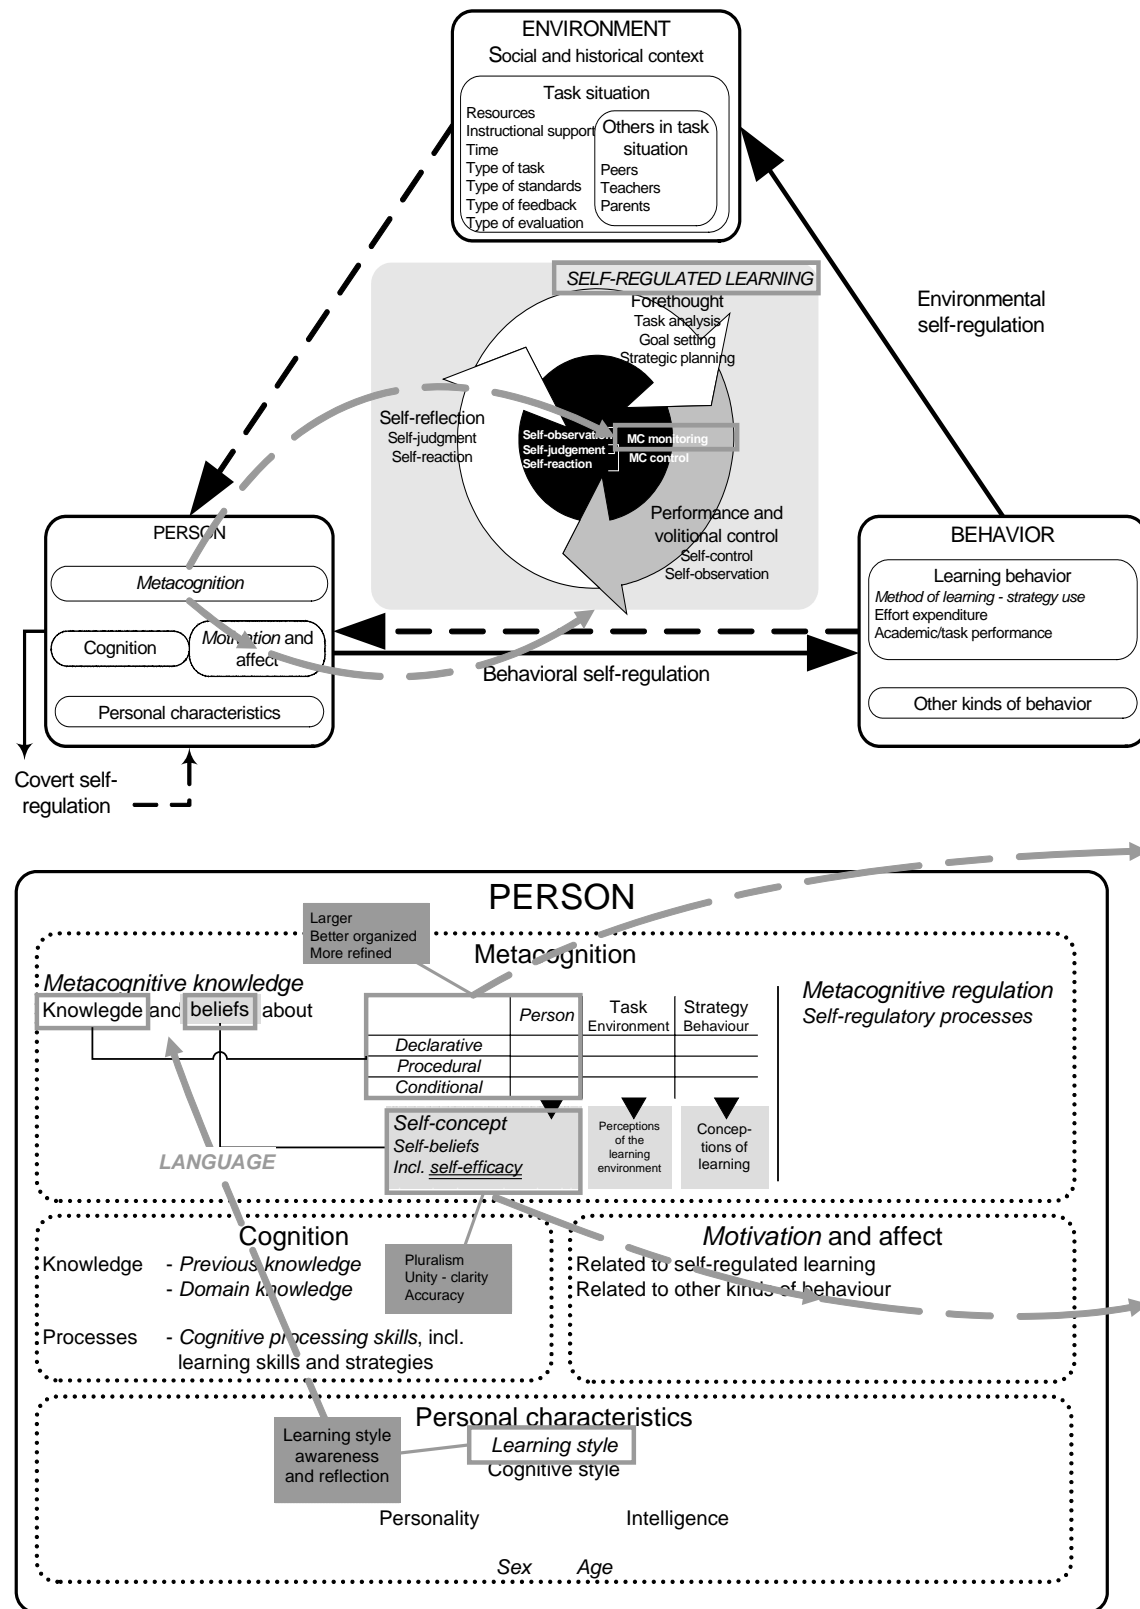 ENVIRONMENT
Social and historical context
Task situation
Resources
Instructional support
Time
Type of task
Type of standards
Type of feedback
Type of evaluation
Others in task
situation
Peers
Teachers
Parents
SELF-REGULATED LEARNING
Forethought
Task analysis
Goal setting
Strategic planning
Environmental
self-regulation
Self-reflection
Self-judgment
Self-reaction
Self-observation
Self-judgement
Self-reaction
MC monitoring
MC control
Performance and
volitional control
Self-control
Self-observation
PERSON
Metacognition
Cognition
Motivation and
affect
Personal characteristics
BEHAVIOR
Learning behavior
Method of learning - strategy use
Effort expenditure
Academic/task performance
Other kinds of behavior
Behavioral self-regulation
Covert self-
regulation
PERSON
Larger
Better organized
More refined
Metacognition
Metacognitive knowledge
Knowlegde and beliefs about
Person
Task
Environment
Strategy
Behaviour
Declarative
Procedural
Conditional
Metacognitive regulation
Self-regulatory processes
Self-concept
Self-beliefs
Incl. self-efficacy
Perceptions
of the
learning
environment
Concep-
tions of
learning
LANGUAGE
Cognition
Knowledge - Previous knowledge
- Domain knowledge
Processes - Cognitive processing skills, incl.
learning skills and strategies
Pluralism
Unity - clarity
Accuracy
Motivation and affect
Related to self-regulated learning
Related to other kinds of behaviour
Personal characteristics
Learning style
awareness
and reflection
Learning style
Cognitive style
Personality Intelligence
Sex Age